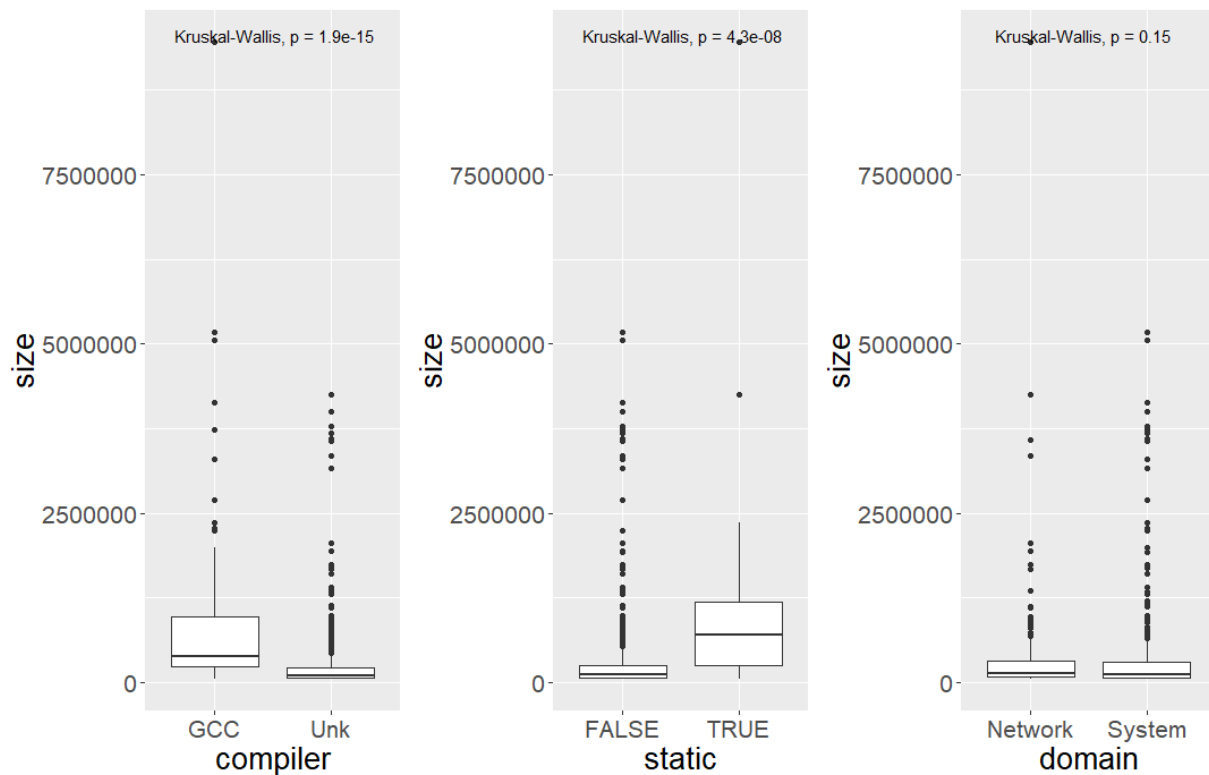 Kruskal-Wallis, p = 1.9e-15
size
7500000
5000000
2500000
0
GCC
Unk
compiler
Kruskal-Wallis, p = 4.3e-08
size
7500000
5000000
2500000
0
FALSE
TRUE
static
Kruskal-Wallis, p = 0.15
size
7500000
5000000
2500000
0
Network
System
domain